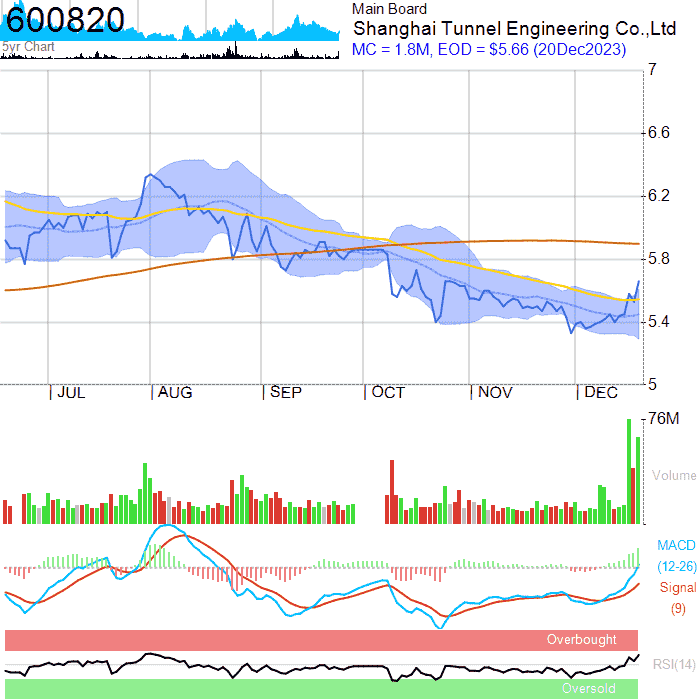 600820
5yr Chart
Main Board
Shanghai Tunnel Engineering Co.,Ltd
MC = 1.8M, EOD = $5.66 (20Dec2023)
7
6.6
6.2
5.8
5.4
5
JUL
AUG
SEP
OCT
NOV
DEC
76M
Volume
MACD
(12-26)
Signal
(9)
Overbought
RSI(14)
Oversold